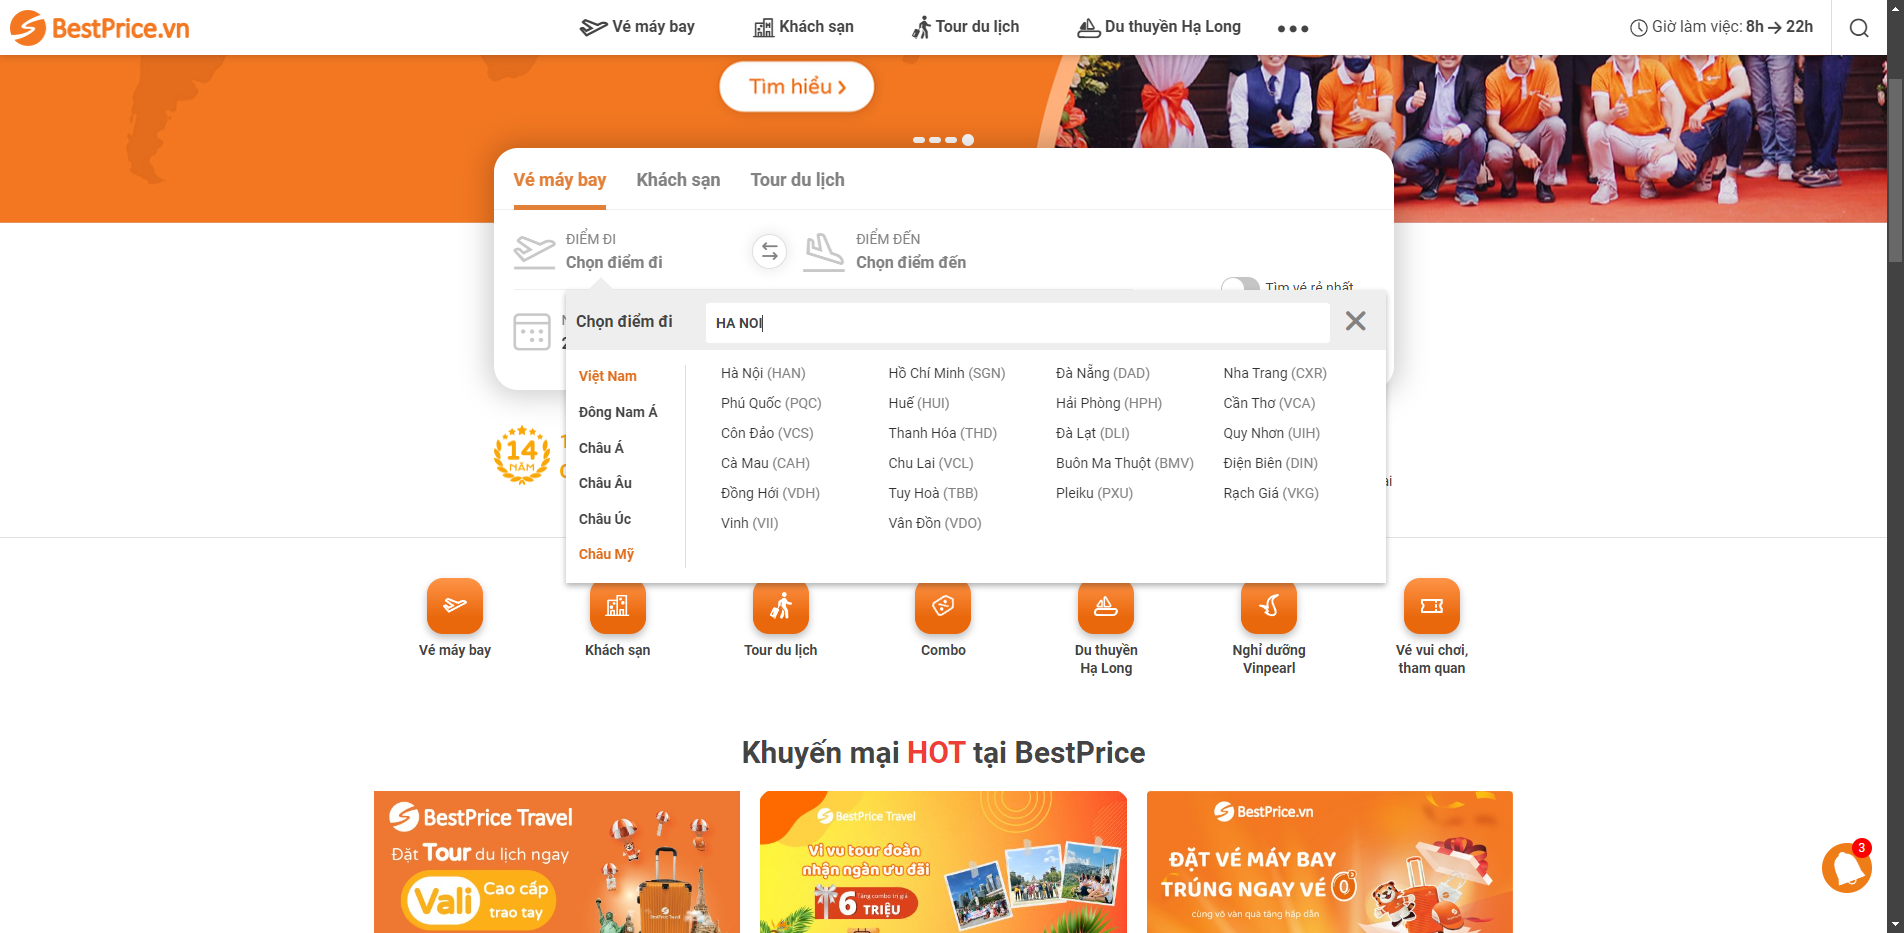 BestPrice.vn
Vé máy bay
Khách sạn
Tour du lịch
Du thuyền Hạ Long
Giờ làm việc: 8h → 22h
Tìm hiểu
Vé máy bay
Khách sạn
Tour du lịch
ĐIỂM ĐI
Chọn điểm đi
ĐIỂM ĐẾN
Chọn điểm đến
Tìm vé rẻ nhất
Chọn điểm đi
HA NOI
Việt Nam
Đông Nam Á
Châu Á
Châu Âu
Châu Úc
Châu Mỹ
Hà Nội (HAN)
Hồ Chí Minh (SGN)
Đà Nẵng (DAD)
Nha Trang (CXR)
Phú Quốc (PQC)
Huế (HUI)
Hải Phòng (HPH)
Cần Thơ (VCA)
Côn Đảo (VCS)
Thanh Hóa (THD)
Đà Lạt (DLI)
Quy Nhơn (UIH)
Cà Mau (CAH)
Chu Lai (VCL)
Buôn Ma Thuột (BMV)
Điện Biên (DIN)
Đồng Hới (VDH)
Tuy Hoà (TBB)
Pleiku (PXU)
Rạch Giá (VKG)
Vinh (VII)
Vân Đồn (VDO)
14
NĂM
Vé máy bay
Khách sạn
Tour du lịch
Combo
Du thuyền
Hạ Long
Nghỉ dưỡng
Vinpearl
Vé vui chơi,
tham quan
Khuyến mại HOT tại BestPrice
BestPrice Travel
Đặt Tour du lịch ngay
Vali Cao cấp
trao tay
BestPrice Travel
Vi vu tour đoàn
nhận ngàn ưu đãi
Tặng combo trị giá
6 TRIỆU
BestPrice.vn
ĐẶT VÉ MÁY BAY
TRÚNG NGAY VÉ 0đ
cùng vô vàn quà tặng hấp dẫn
3